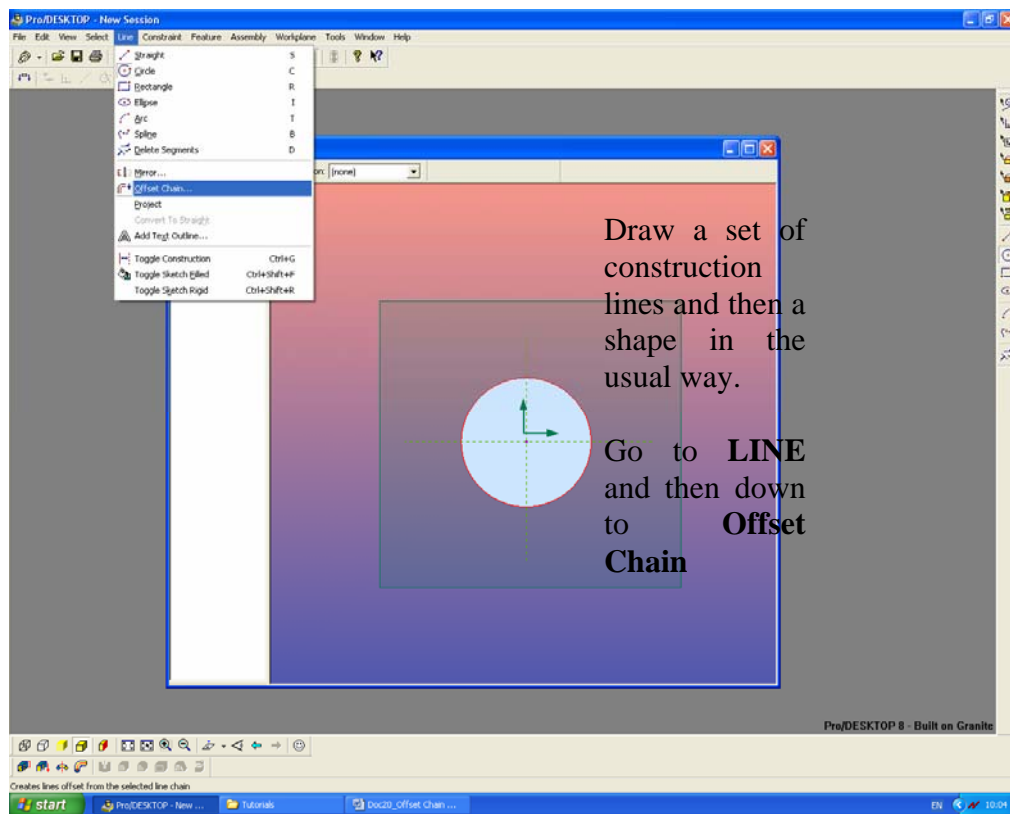 Pro/DESKTOP - New Session
File Edit View Select Line Constraint Feature Assembly Workplane Tools Window Help
Straight S
Circle C
Rectangle R
Ellipse I
Arc T
Spline B
Delete Segments D
Mirror...
Offset Chain...
Project
Convert To Straight
Add Text Outline...
Toggle Construction Ctrl+G
Toggle Sketch Filled Ctrl+Shift+F
Toggle Sketch Rigid Ctrl+Shift+R
(none)
Draw a set of
construction
lines and then a
shape in the
usual way.
Go to LINE
and then down
to Offset
Chain
Pro/DESKTOP 8 - Built on Granite
Creates lines offset from the selected line chain
start Pro/DESKTOP - New ... Tutorials Doc20_Offset Chain ... EN 10:04